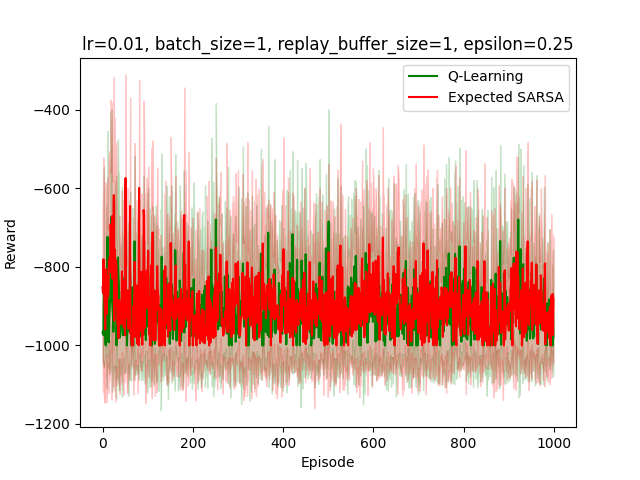 lr=0.01, batch_size=1, replay_buffer_size=1, epsilon=0.25
Q-Learning
Expected SARSA
−400
−600
−800
−1000
−1200
Reward
0
200
400
600
800
1000
Episode